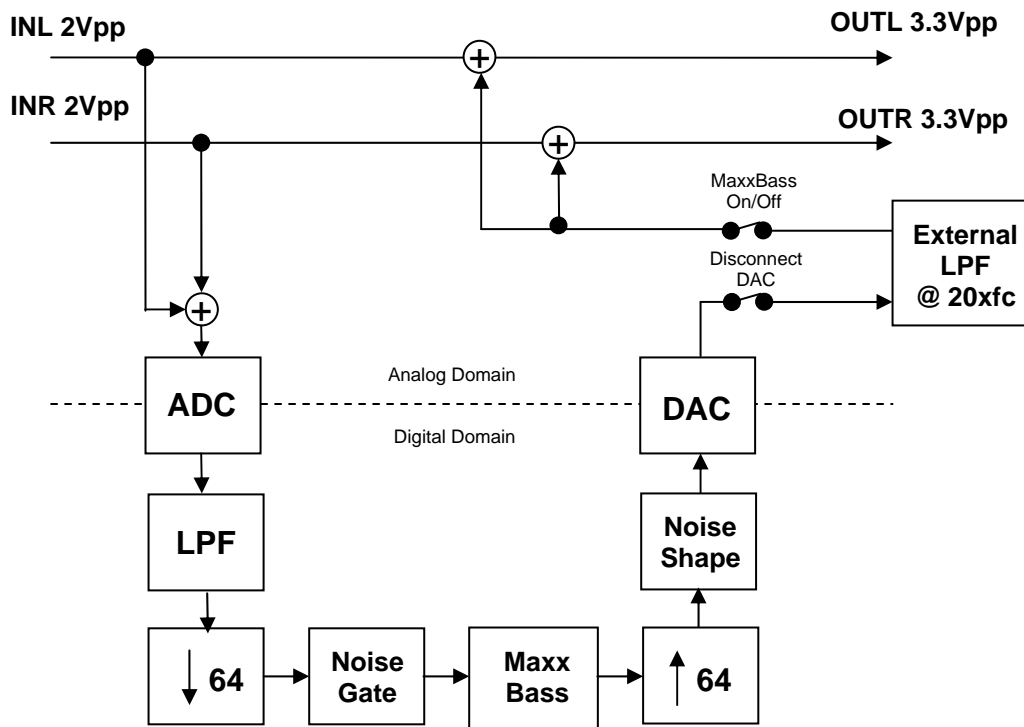 INL 2Vpp
OUTL 3.3Vpp
+
INR 2Vpp
OUTR 3.3Vpp
+
MaxxBass
On/Off
External
LPF
@ 20xfc
Disconnect
DAC
+
ADC
Analog Domain
Digital Domain
DAC
LPF
Noise
Shape
↓ 64
Noise
Gate
Maxx
Bass
↑ 64